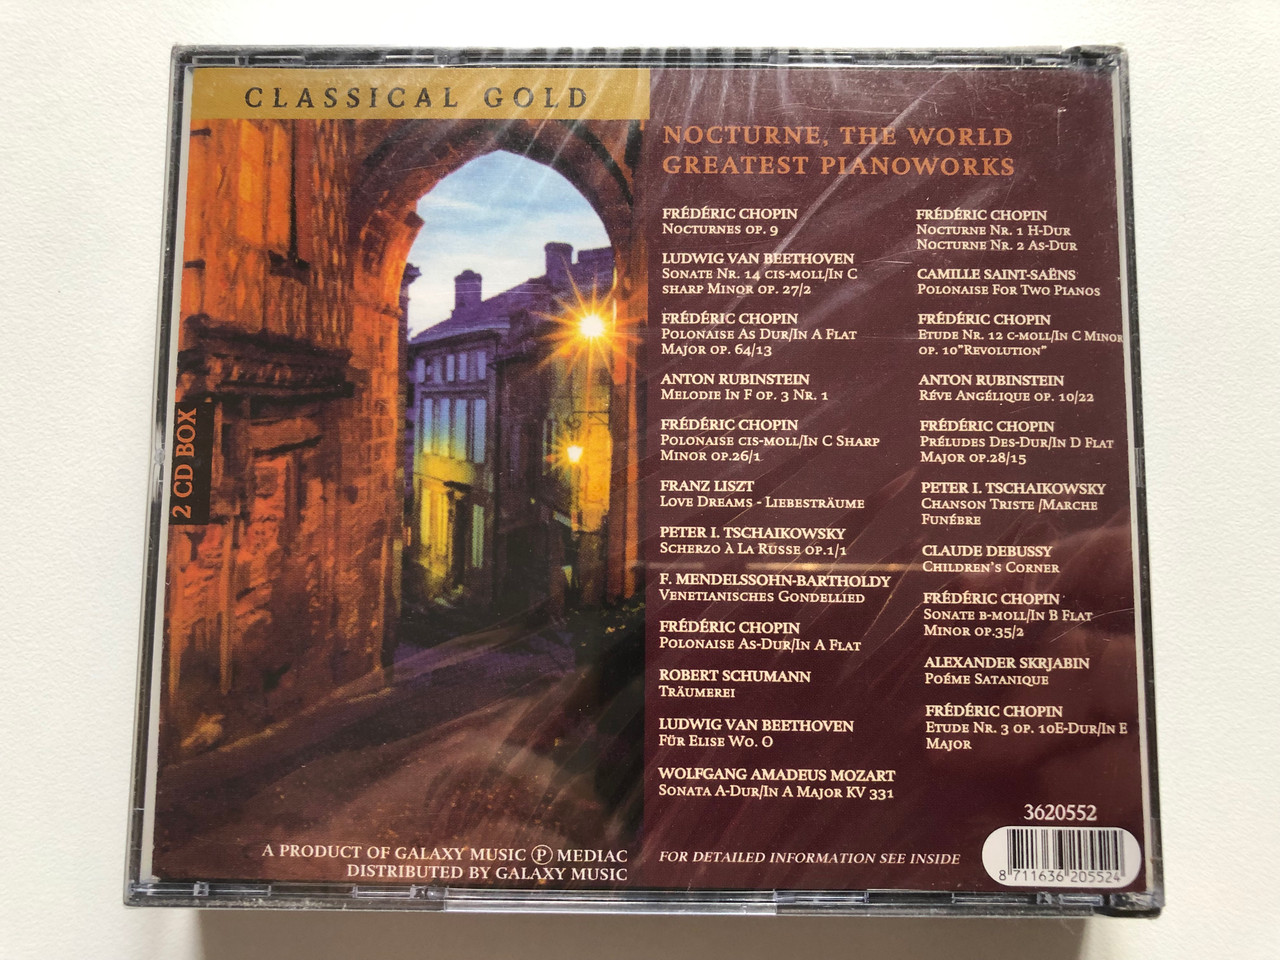 CLASSICAL GOLD
2 CD BOX
NOCTURNE, THE WORLD
GREATEST PIANOWORKS
FRÉDÉRIC CHOPIN
NOCTURNES OP. 9
LUDWIG VAN BEETHOVEN
SONATE NR. 14 CIS-MOLL/IN C
SHARP MINOR OP. 27/2
FRÉDÉRIC CHOPIN
POLONAISE AS DUR/IN A FLAT
MAJOR OP. 64/13
ANTON RUBINSTEIN
MELODIE IN F OP. 3 NR. 1
FRÉDÉRIC CHOPIN
POLONAISE CIS-MOLL/IN C SHARP
MINOR OP.26/1
FRANZ LISZT
LOVE DREAMS - LIEBESTRÄUME
PETER I. TSCHAIKOWSKY
SCHERZO À LA RUSSE OP.1/1
F. MENDELSSOHN-BARTHOLDY
VENETIANISCHES GONDELLIED
FRÉDÉRIC CHOPIN
POLONAISE AS-DUR/IN A FLAT
ROBERT SCHUMANN
TRÄUMEREI
LUDWIG VAN BEETHOVEN
FÜR ELISE WO. O
WOLFGANG AMADEUS MOZART
SONATA A-DUR/IN A MAJOR KV 331
FRÉDÉRIC CHOPIN
NOCTURNE NR. 1 H-DUR
NOCTURNE NR. 2 AS-DUR
CAMILLE SAINT-SAËNS
POLONAISE FOR TWO PIANOS
FRÉDÉRIC CHOPIN
ETUDE NR. 12 C-MOLL/IN C MINOR
OP. 10"REVOLUTION"
ANTON RUBINSTEIN
RÉVE ANGÉLIQUE OP. 10/22
FRÉDÉRIC CHOPIN
PRÉLUDES DES-DUR/IN D FLAT
MAJOR OP.28/15
PETER I. TSCHAIKOWSKY
CHANSON TRISTE /MARCHE
FUNÉBRE
CLAUDE DEBUSSY
CHILDREN'S CORNER
FRÉDÉRIC CHOPIN
SONATE B-MOLL/IN B FLAT
MINOR OP.35/2
ALEXANDER SKRJABIN
POÉME SATANIQUE
FRÉDÉRIC CHOPIN
ETUDE NR. 3 OP. 10E-DUR/IN E
MAJOR
A PRODUCT OF GALAXY MUSIC Ⓟ MEDIAC
DISTRIBUTED BY GALAXY MUSIC
FOR DETAILED INFORMATION SEE INSIDE
3620552
8 711636 205524